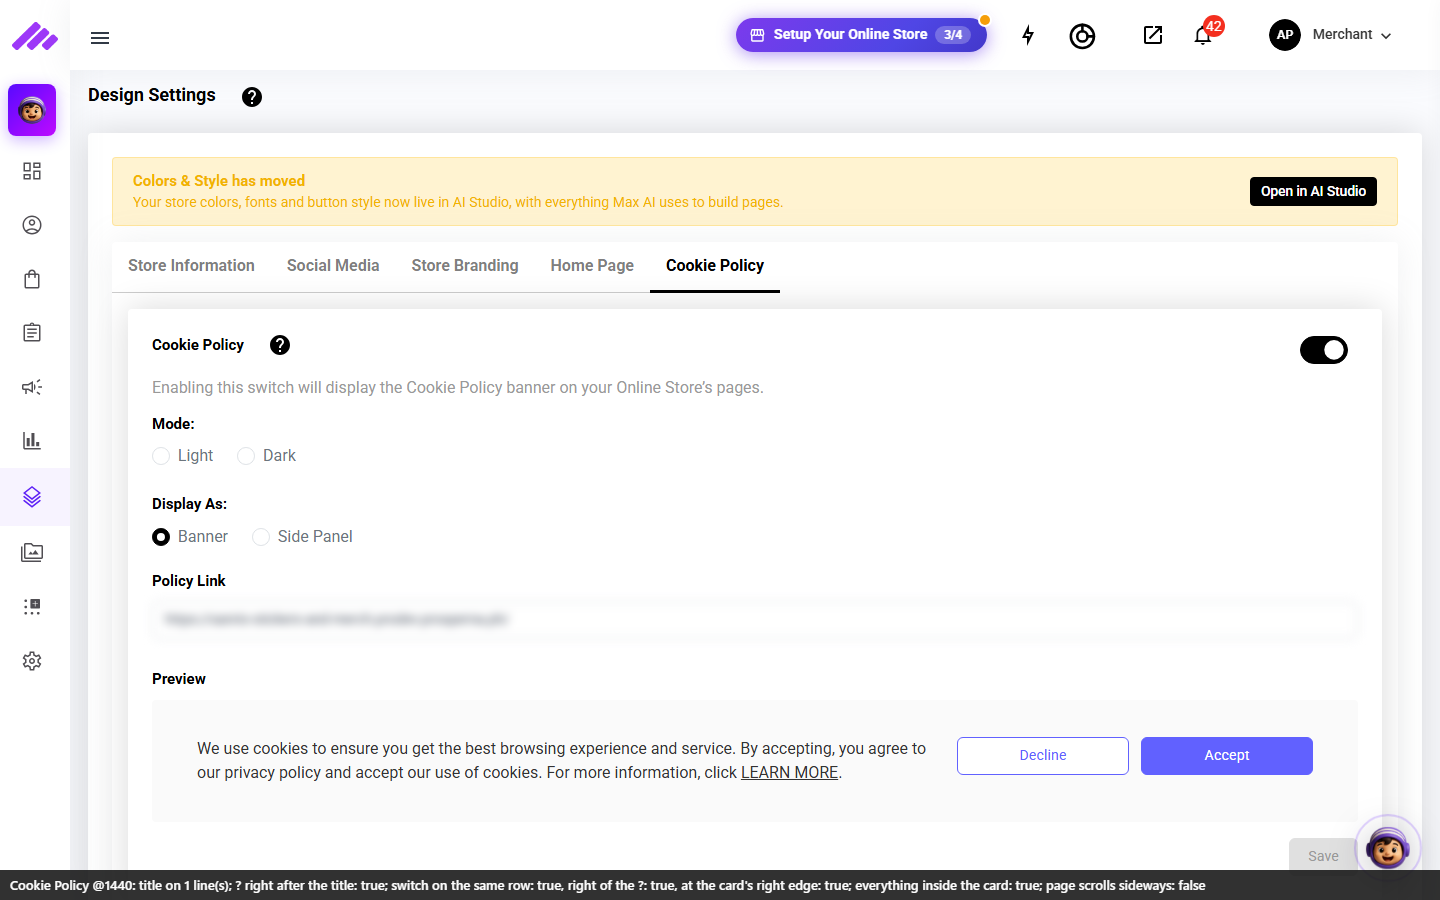 Setup Your Online Store 3/4
42
AP
Merchant
Design Settings
?
Colors & Style has moved
Your store colors, fonts and button style now live in AI Studio, with everything Max AI uses to build pages.
Open in AI Studio
Store Information
Social Media
Store Branding
Home Page
Cookie Policy
Cookie Policy
?
Enabling this switch will display the Cookie Policy banner on your Online Store's pages.
Mode:
Light
Dark
Display As:
Banner
Side Panel
Policy Link
Preview
We use cookies to ensure you get the best browsing experience and service. By accepting, you agree to
our privacy policy and accept our use of cookies. For more information, click LEARN MORE.
Decline
Accept
Save
Cookie Policy @1440: title on 1 line(s); ? right after the title: true; switch on the same row: true, right of the ?: true, at the card's right edge: true; everything inside the card: true; page scrolls sideways: false